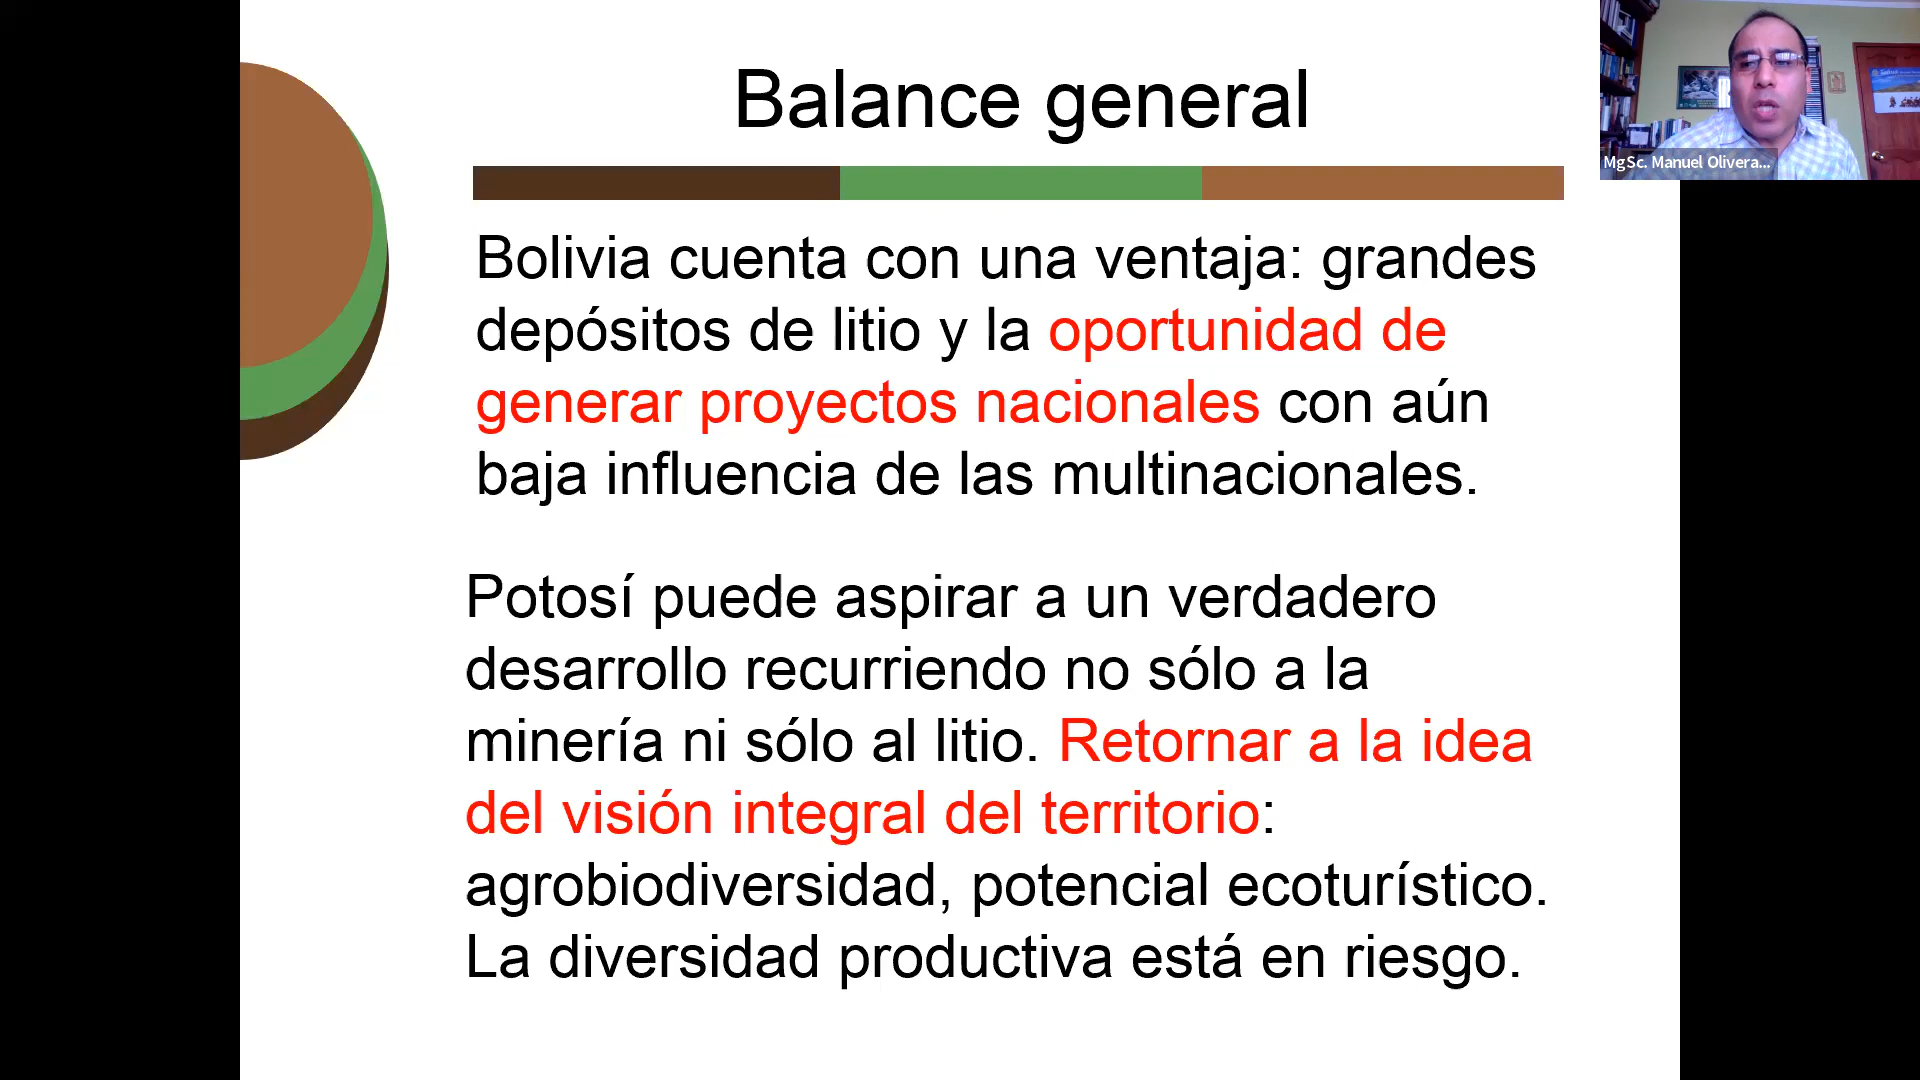 Balance general
MgSc. Manuel Olivera...
Bolivia cuenta con una ventaja: grandes
depósitos de litio y la oportunidad de
generar proyectos nacionales con aún
baja influencia de las multinacionales.
Potosí puede aspirar a un verdadero
desarrollo recurriendo no sólo a la
minería ni sólo al litio. Retornar a la idea
del visión integral del territorio:
agrobiodiversidad, potencial ecoturístico.
La diversidad productiva está en riesgo.